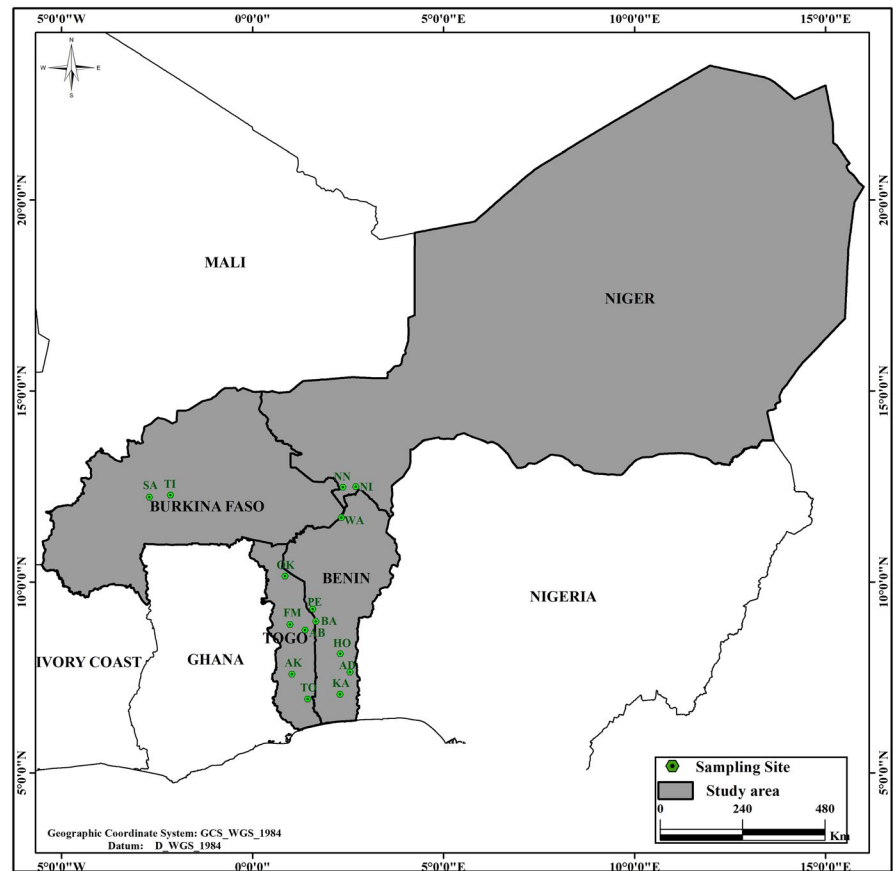 5°0'0"W 0°0'0" 5°0'0"E 10°0'0"E 15°0'0"E
N
W E
S
20°0'0"N 20°0'0"N
MALI
NIGER
15°0'0"N 15°0'0"N
NN NI
SA TI
BURKINA FASO
WA
OK
BENIN
10°0'0"N 10°0'0"N
NIGERIA
PE
FM BA
TOGO AB
HO
IVORY COAST GHANA
AK AD
KA
TC
5°0'0"N 5°0'0"N
Sampling Site
Study area
0 240 480
Km
Geographic Coordinate System: GCS_WGS_1984
Datum: D_WGS_1984
5°0'0"W 0°0'0" 5°0'0"E 10°0'0"E 15°0'0"E